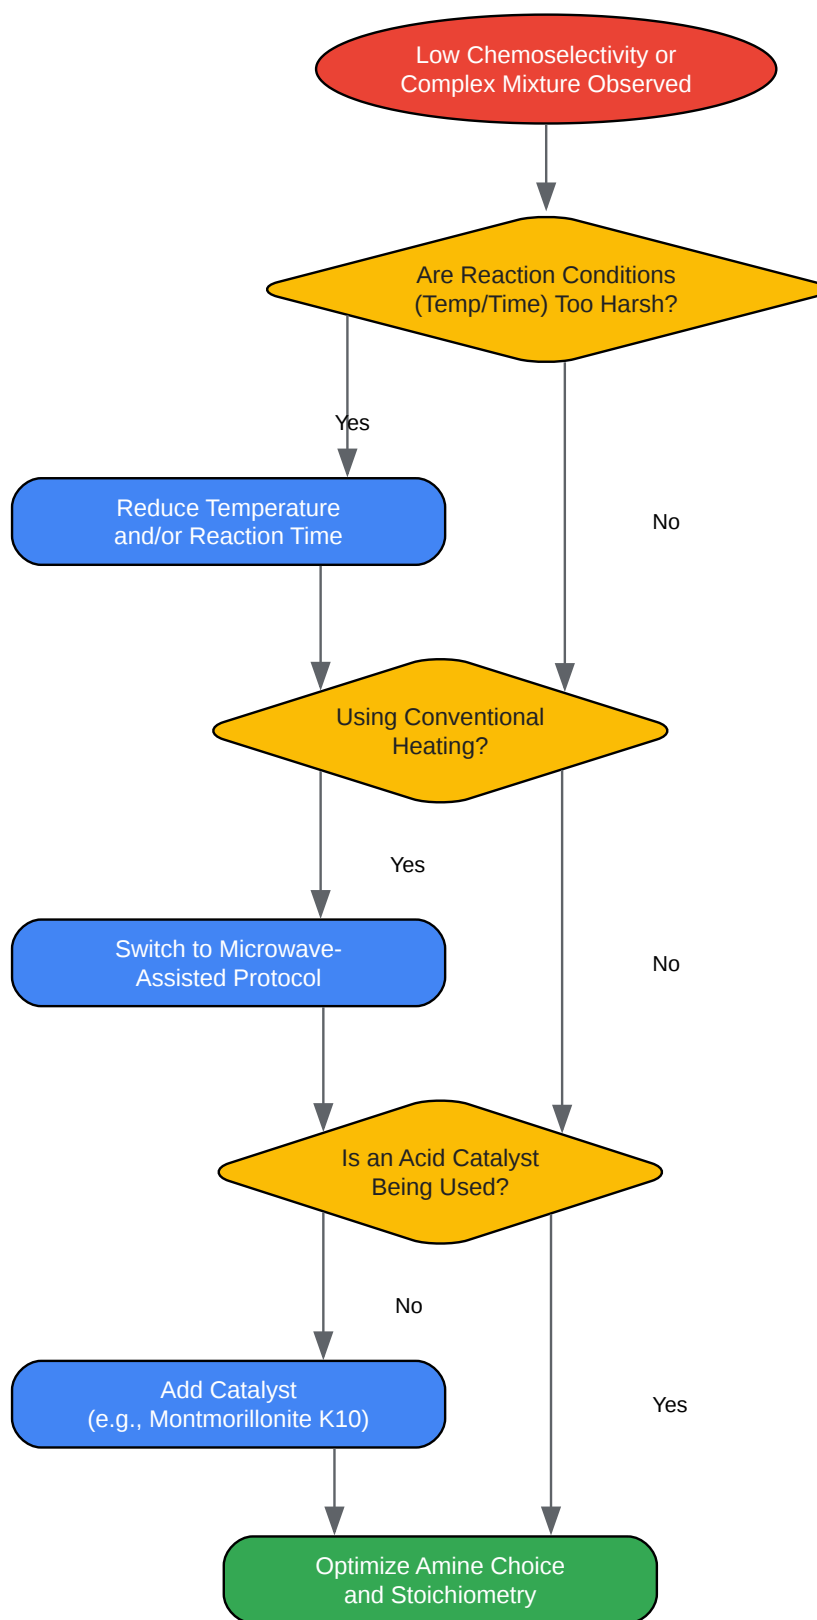 Low Chemoselectivity or
Complex Mixture Observed
Are Reaction Conditions
(Temp/Time) Too Harsh?
Yes
Reduce Temperature
and/or Reaction Time
No
Using Conventional
Heating?
Yes
Switch to Microwave-
Assisted Protocol
No
Is an Acid Catalyst
Being Used?
No
Add Catalyst
(e.g., Montmorillonite K10)
Yes
Optimize Amine Choice
and Stoichiometry